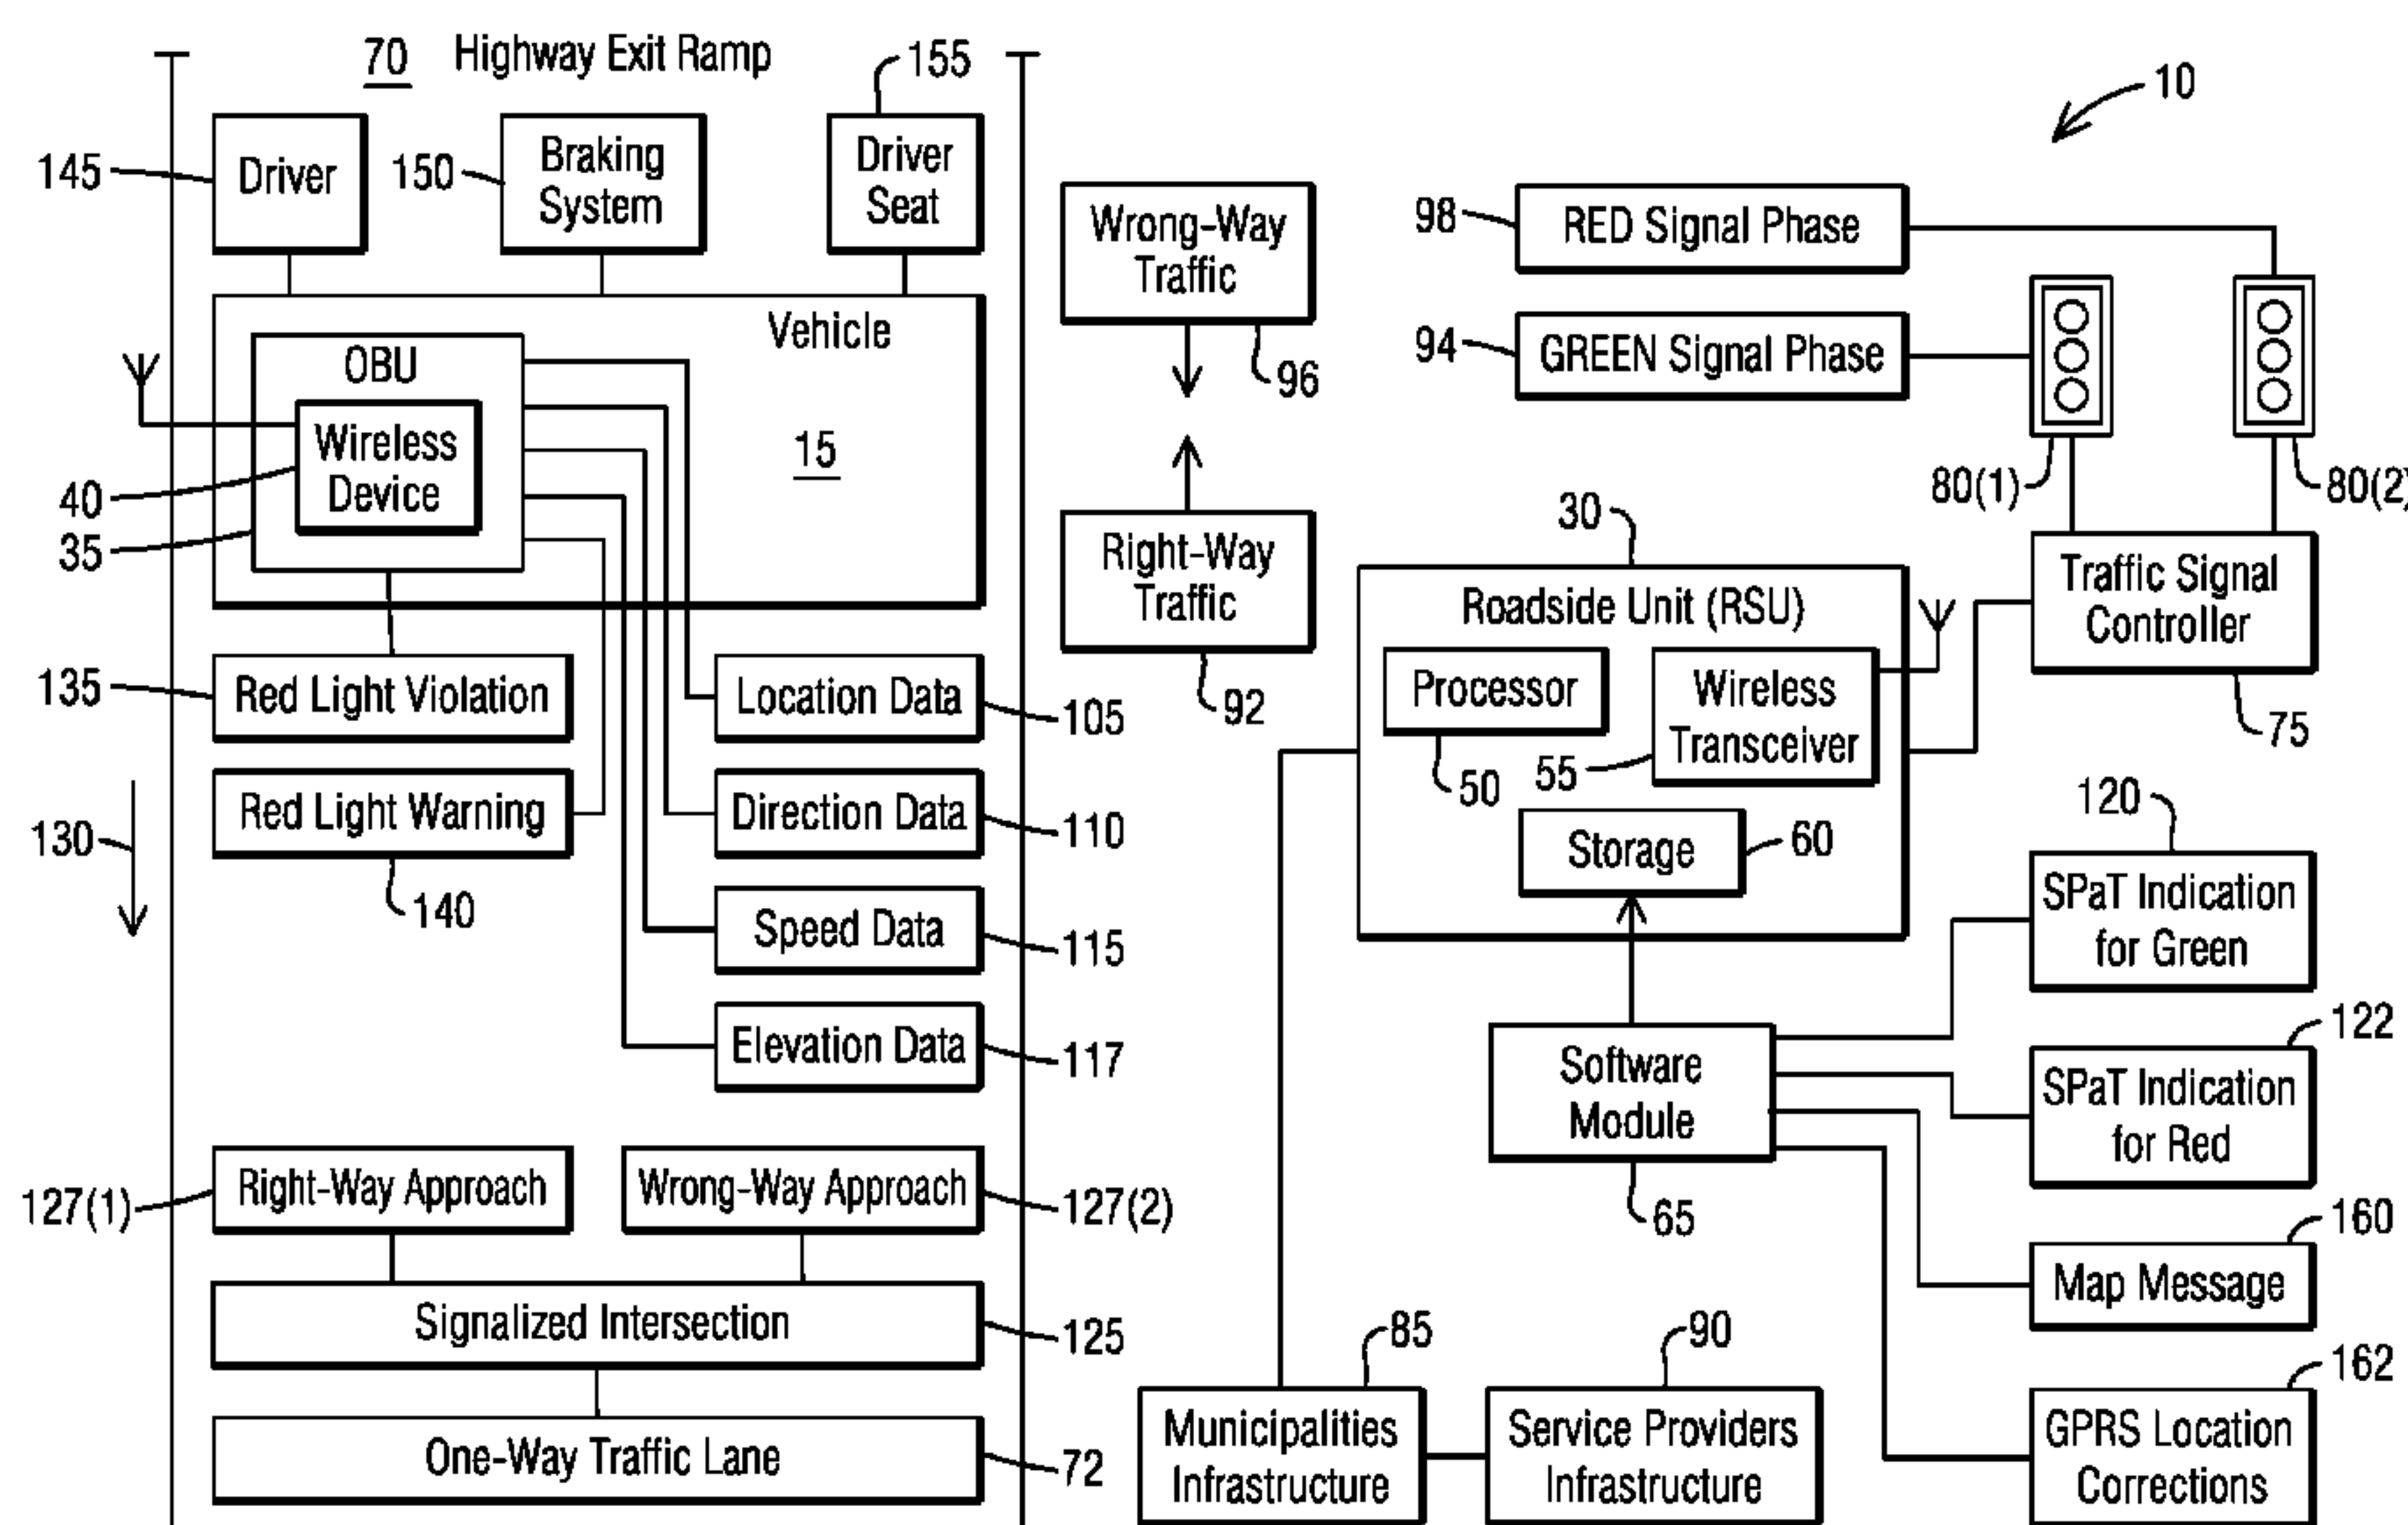 70 Highway Exit Ramp
155
10
145
Driver
150
Braking
System
Driver
Seat
Vehicle
OBU
Wireless
Device
15
40
35
Wrong-Way
Traffic
96
Right-Way
Traffic
92
98
RED Signal Phase
94
GREEN Signal Phase
80(1)
80(2)
30
Roadside Unit (RSU)
Processor
50
Wireless
Transceiver
55
Storage
60
Traffic Signal
Controller
75
135
Red Light Violation
Red Light Warning
140
130
Location Data
105
Direction Data
110
Speed Data
115
Elevation Data
117
127(1)
Right-Way Approach
Wrong-Way Approach
127(2)
Signalized Intersection
125
One-Way Traffic Lane
72
Software
Module
65
120
SPaT Indication
for Green
122
SPaT Indication
for Red
160
Map Message
162
GPRS Location
Corrections
85
Municipalities
Infrastructure
90
Service Providers
Infrastructure